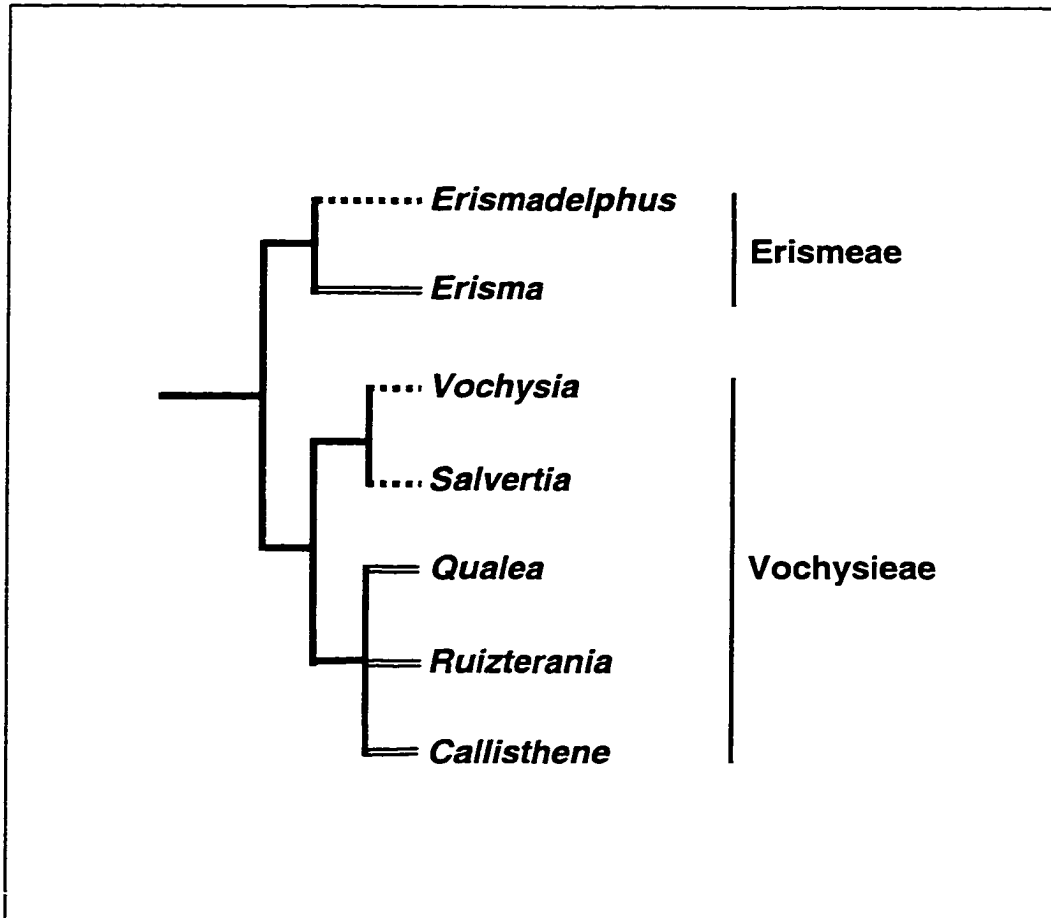 Erismadelphus
Erismeae
Erisma
Vochysia
Salvertia
Qualea
Vochysieae
Ruizterania
Callisthene